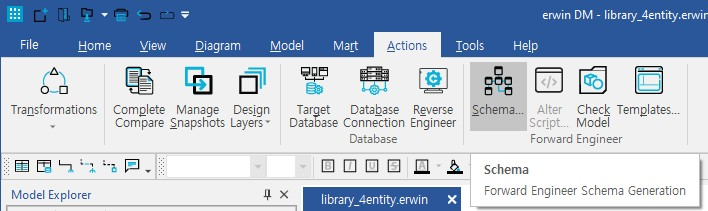 erwin DM - library_4entity.erwin
File Home View Diagram Model Mart Actions Tools Help
Transformations Complete Compare Manage Snapshots Design Layers Target Database Database Connection Reverse Engineer Schema... Alter Script... Check Model Templates...
Database Forward Engineer
B I U S A
Schema
Forward Engineer Schema Generation
Model Explorer library_4entity.erwin